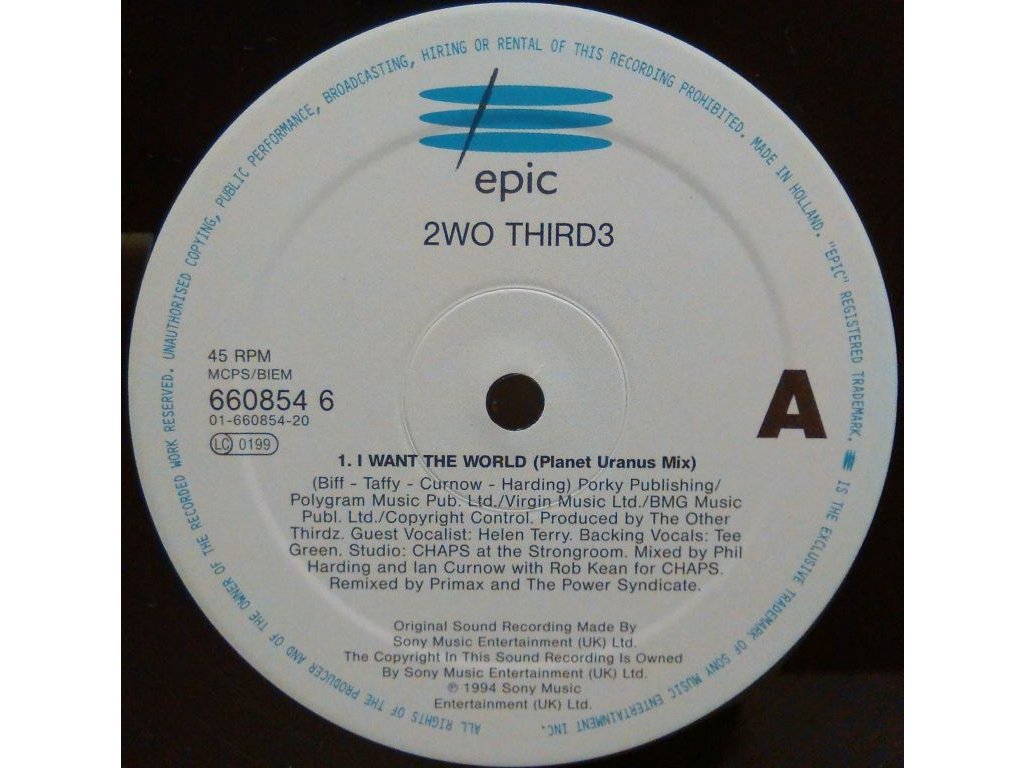 ALL RIGHTS OF THE PRODUCER AND OF THE OWNER OF THE RECORDED WORK RESERVED. UNAUTHORISED COPYING, PUBLIC PERFORMANCE, BROADCASTING, HIRING OR RENTAL OF THIS RECORDING PROHIBITED. MADE IN HOLLAND. "EPIC" REGISTERED TRADEMARK. IS THE EXCLUSIVE TRADEMARK OF SONY MUSIC ENTERTAINMENT INC.
epic
2WO THIRD3
45 RPM
MCPS/BIEM
660854 6
01-660854-20
LC 0199
A
1. I WANT THE WORLD (Planet Uranus Mix)
(Biff - Taffy - Curnow - Harding) Porky Publishing/
Polygram Music Pub. Ltd./Virgin Music Ltd./BMG Music
Publ. Ltd./Copyright Control. Produced by The Other
Thirdz. Guest Vocalist: Helen Terry. Backing Vocals: Tee
Green. Studio: CHAPS at the Strongroom. Mixed by Phil
Harding and Ian Curnow with Rob Kean for CHAPS.
Remixed by Primax and The Power Syndicate.
Original Sound Recording Made By
Sony Music Entertainment (UK) Ltd.
The Copyright In This Sound Recording Is Owned
By Sony Music Entertainment (UK) Ltd.
℗ 1994 Sony Music
Entertainment (UK) Ltd.